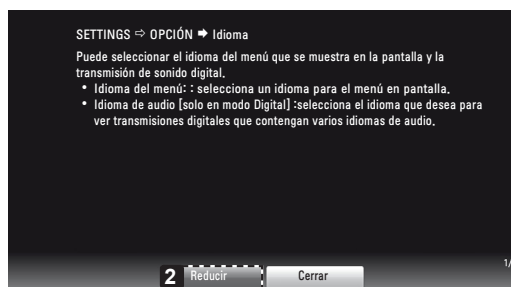 SETTINGS ⇨ OPCIÓN ➡ Idioma
Puede seleccionar el idioma del menú que se muestra en la pantalla y la
transmisión de sonido digital.
• Idioma del menú: : selecciona un idioma para el menú en pantalla.
• Idioma de audio [solo en modo Digital] :selecciona el idioma que desea para
ver transmisiones digitales que contengan varios idiomas de audio.
1/
2 Reducir Cerrar